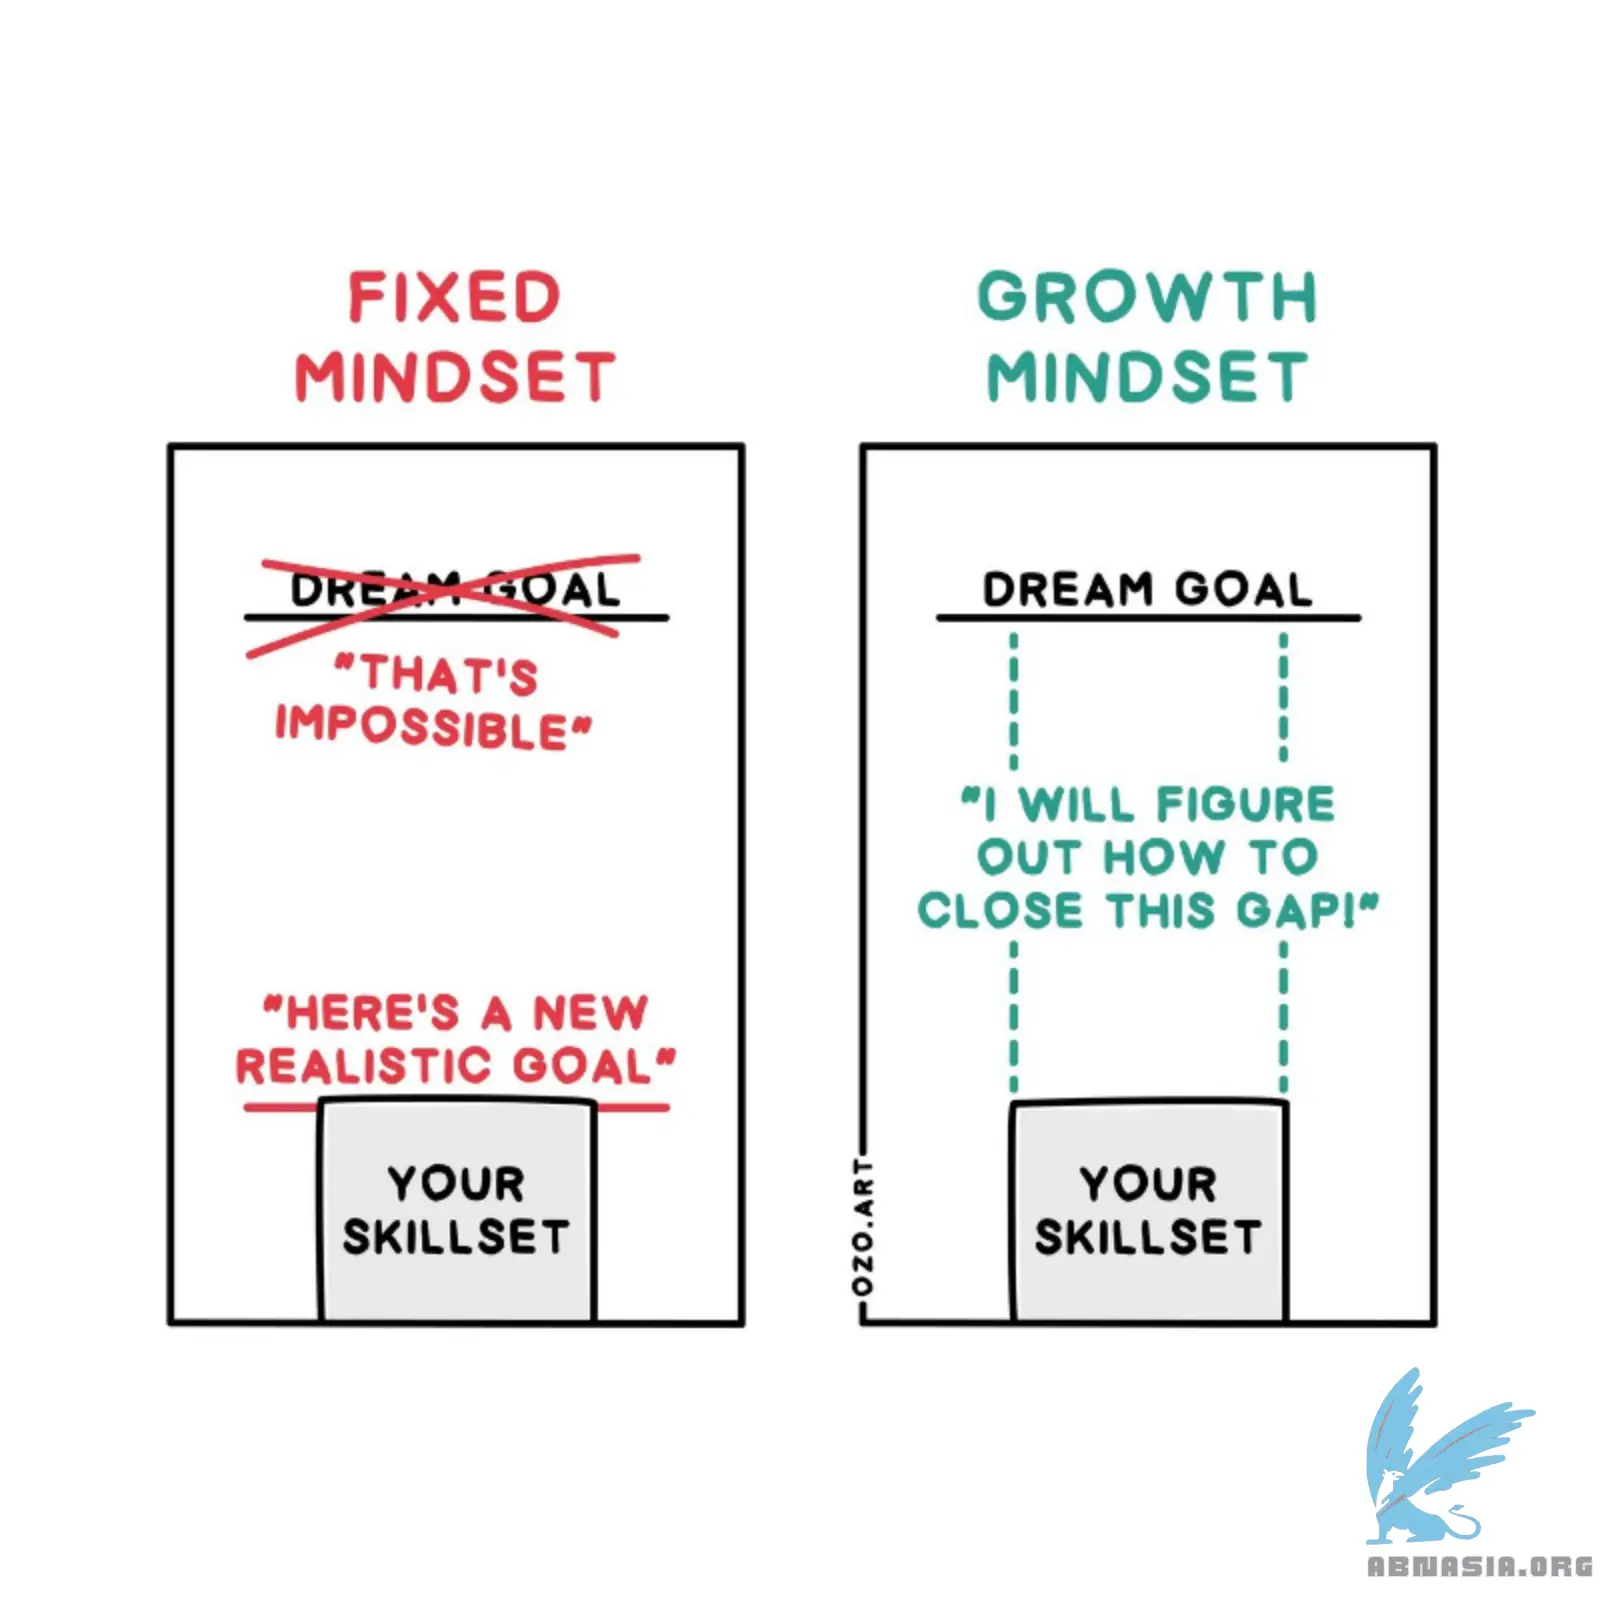 FIXED
MINDSET
DREAM GOAL
"THAT'S
IMPOSSIBLE"
"HERE'S A NEW
REALISTIC GOAL"
YOUR
SKILLSET
GROWTH
MINDSET
DREAM GOAL
"I WILL FIGURE
OUT HOW TO
CLOSE THIS GAP!"
YOUR
SKILLSET
OZO.ART
ABNASIA.ORG